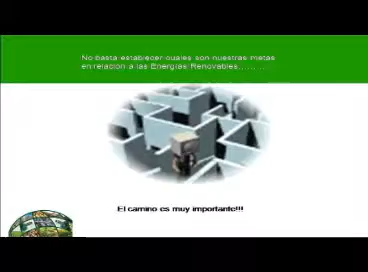 No basta establecer cuales son nuestras metas
en relación a las Energías Renovables.........
El camino es muy importante!!!